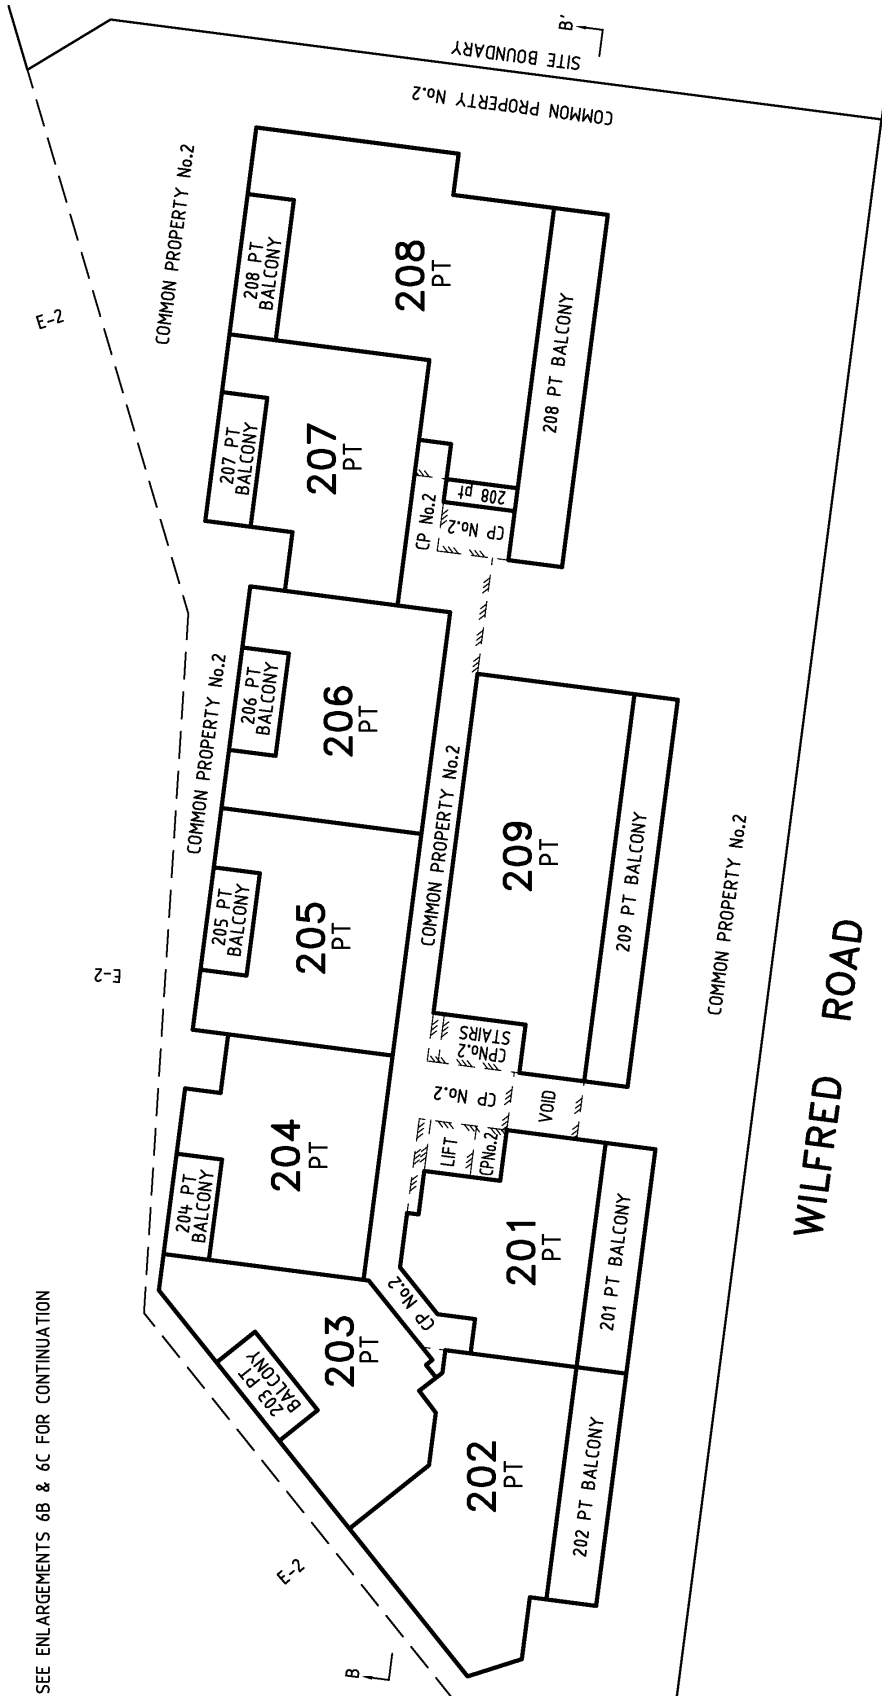 SEE ENLARGEMENTS 6B & 6C FOR CONTINUATION
B'
SITE BOUNDARY
COMMON PROPERTY No.2
COMMON PROPERTY No.2
E-2
208 PT
BALCONY
208
PT
208 PT BALCONY
207 PT
BALCONY
207
PT
CP No.2
208 pt
CP No.2
COMMON PROPERTY No.2
206 PT
BALCONY
206
PT
COMMON PROPERTY No.2
205 PT
BALCONY
205
PT
209
PT
209 PT BALCONY
COMMON PROPERTY No.2
E-2
STAIRS
CPNo.2
CP No.2
VOID
LIFT
CPNo.2
204 PT
BALCONY
204
PT
201
PT
201 PT BALCONY
CP No.2
203 PT
BALCONY
203
PT
202
PT
202 PT BALCONY
E-2
B
WILFRED ROAD